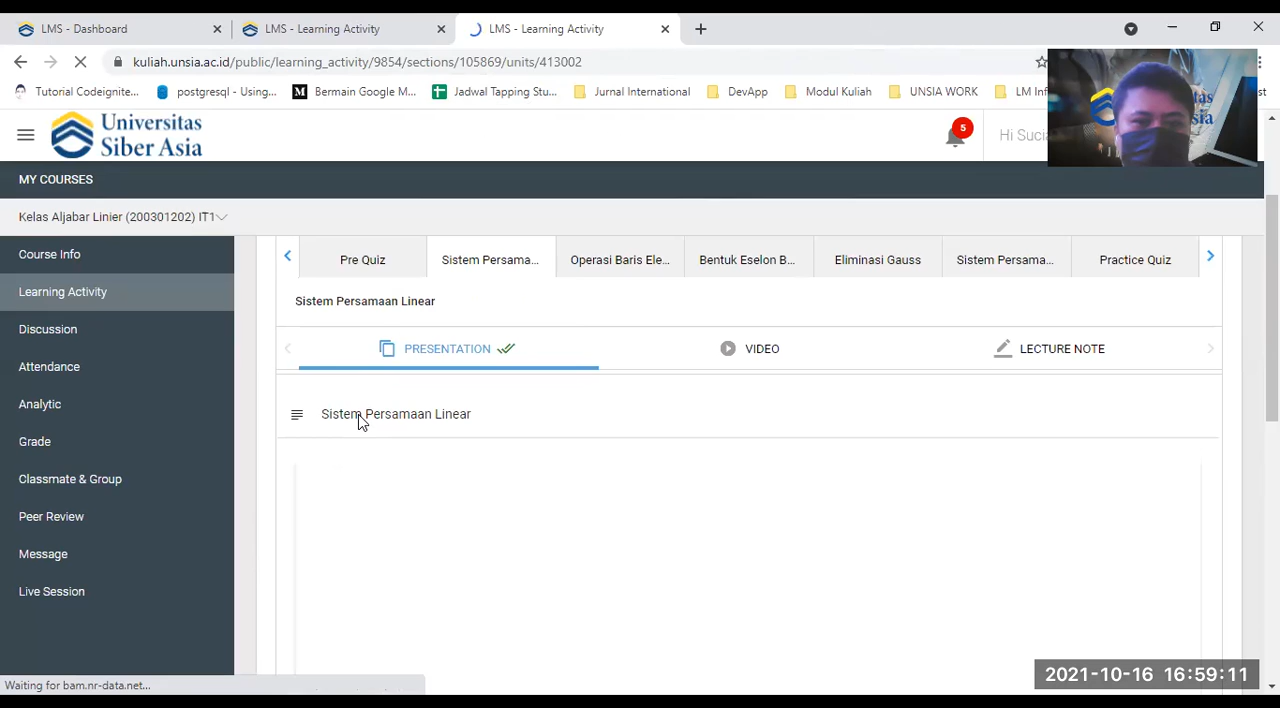 LMS - Dashboard
LMS - Learning Activity
LMS - Learning Activity
kuliah.unsia.ac.id/public/learning_activity/9854/sections/105869/units/413002
Tutorial Codeignite...
postgresql - Using...
Bermain Google M...
Jadwal Tapping Stu...
Jurnal International
DevApp
Modul Kuliah
UNSIA WORK
LM Inf
st
Universitas
Siber Asia
5
Hi Sucia
MY COURSES
Kelas Aljabar Linier (200301202) IT1
Course Info
Learning Activity
Discussion
Attendance
Analytic
Grade
Classmate & Group
Peer Review
Message
Live Session
Pre Quiz
Sistem Persama...
Operasi Baris Ele...
Bentuk Eselon B...
Eliminasi Gauss
Sistem Persama...
Practice Quiz
Sistem Persamaan Linear
PRESENTATION
VIDEO
LECTURE NOTE
Sistem Persamaan Linear
Waiting for bam.nr-data.net...
2021-10-16 16:59:11